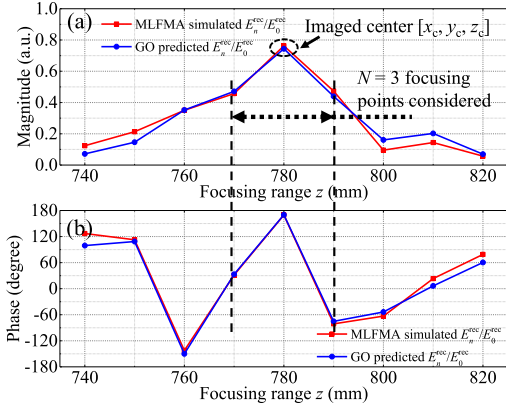 (a)
MLFMA simulated E_n^rec/E_0^rec
GO predicted E_n^rec/E_0^rec
Imaged center [x_c, y_c, z_c]
N = 3 focusing
points considered
Magnitude (a.u.)
1.0
0.8
0.6
0.4
0.2
0.0
740 760 780 800 820
Focusing range z (mm)
(b)
Phase (degree)
180
120
60
0
-60
-120
-180
MLFMA simulated E_n^rec/E_0^rec
GO predicted E_n^rec/E_0^rec
740 760 780 800 820
Focusing range z (mm)